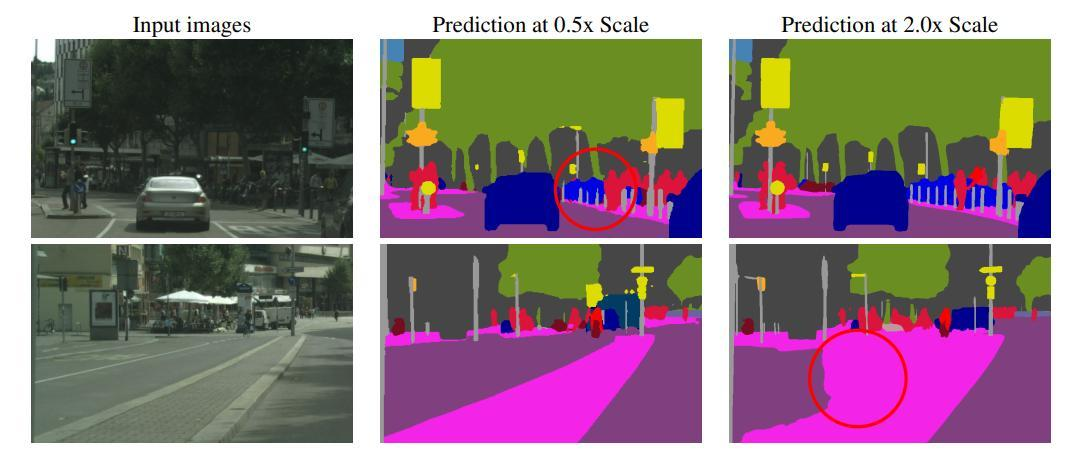 Input images
Prediction at 0.5x Scale
Prediction at 2.0x Scale